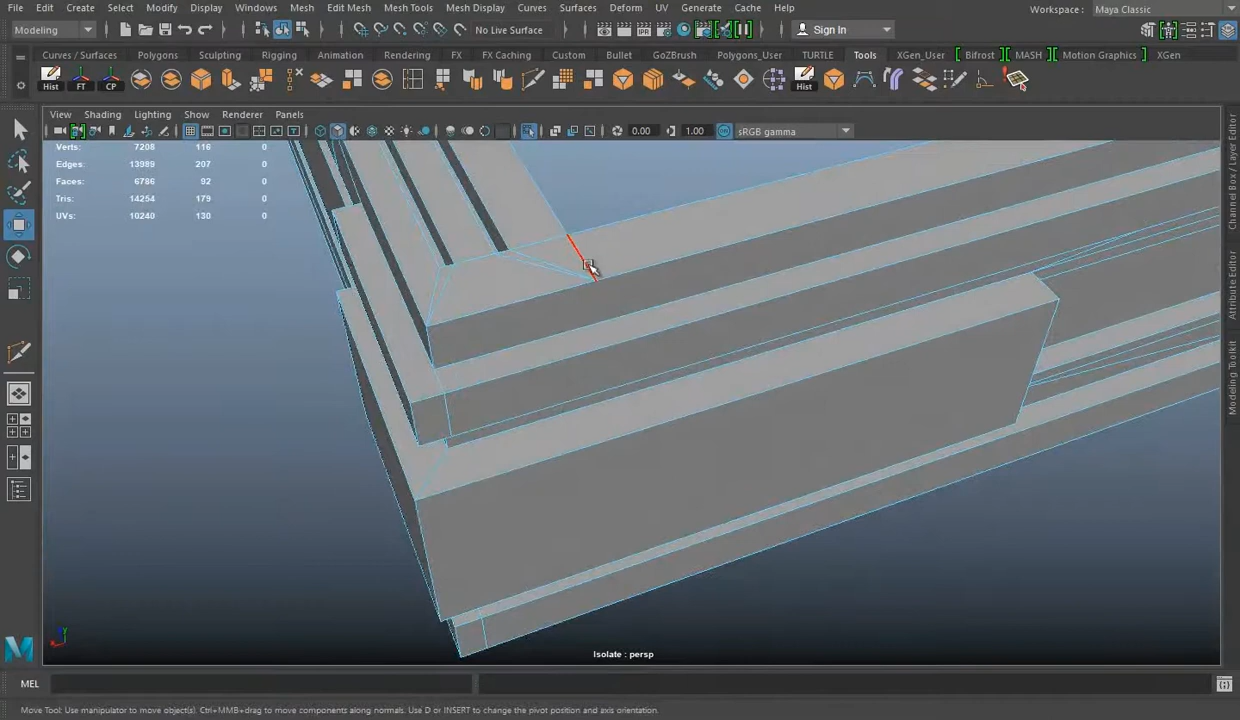 File Edit Create Select Modify Display Windows Mesh Edit Mesh Mesh Tools Mesh Display Curves Surfaces Deform UV Generate Cache Help Workspace : Maya Classic
Modeling No Live Surface Sign In
Curves / Surfaces Polygons Sculpting Rigging Animation Rendering FX FX Caching Custom Bullet GoZBrush Polygons_User TURTLE Tools XGen_User Bifrost MASH Motion Graphics XGen
Hist FT CP Hist
View Shading Lighting Show Renderer Panels
0.00 1.00 sRGB gamma
Verts: 7208 116 0
Edges: 13989 207 0
Faces: 6786 92 0
Tris: 14254 179 0
UVs: 10240 130 0
Channel Box / Layer Editor
Attribute Editor
Modeling Toolkit
Isolate : persp
MEL
Move Tool: Use manipulator to move object(s). Ctrl+MMB+drag to move components along normals. Use D or INSERT to change the pivot position and axis orientation.